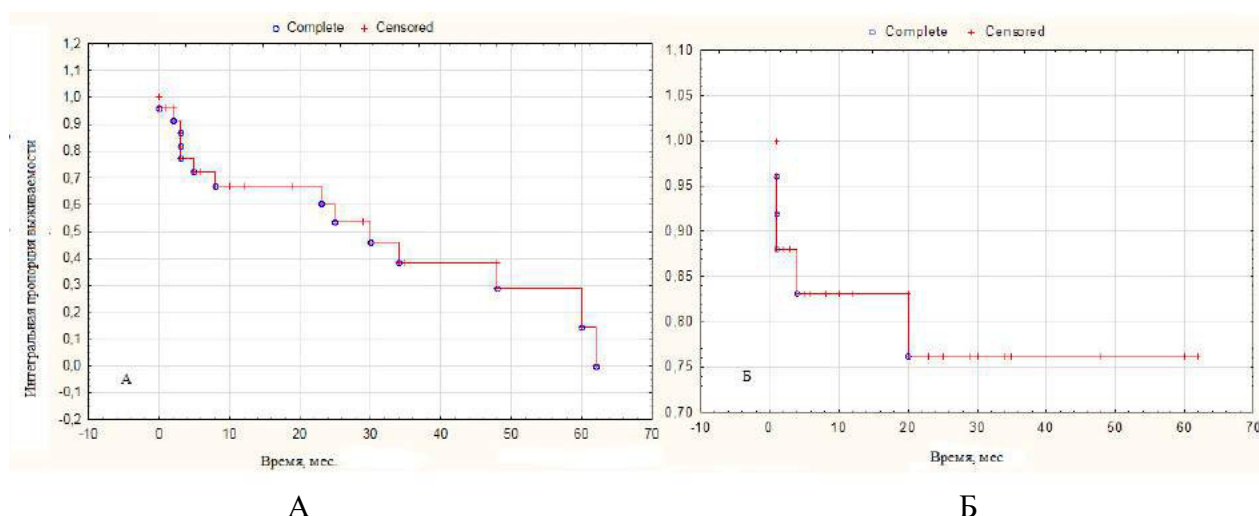 Complete Censored
1,2
1,1
1,0
0,9
0,8
0,7
0,6
0,5
0,4
0,3
0,2
0,1
0,0
-0,1
-0,2
-10 0 10 20 30 40 50 60 70
Интегральная пропорция выживаемости
А
Время, мес.
Complete Censored
1,10
1,05
1,00
0,95
0,90
0,85
0,80
0,75
0,70
-10 0 10 20 30 40 50 60 70
Б
Время, мес
А Б